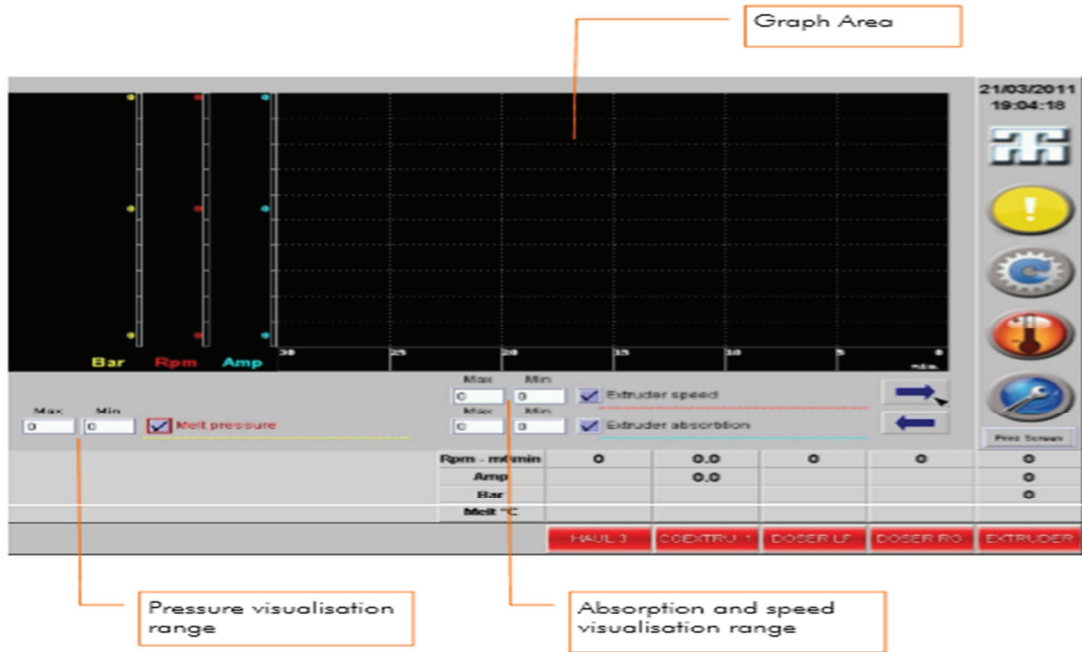 Graph Area
21/03/2011
19:04:18
Bar Rpm Amp
30 25 20 15 10 5 0
min.
Max Min
0 0 Extruder speed
Max Min
0 0 Extruder absorbtion
Max Min
0 0 Melt pressure
Print Screen
Rpm - m/min 0 0.0 0 0 0
Amp 0.0 0
Bar 0
Melt °C
HAUL 3 COEXTRU 1 DOSER LF DOSER RG EXTRUDER
Pressure visualisation
range
Absorption and speed
visualisation range